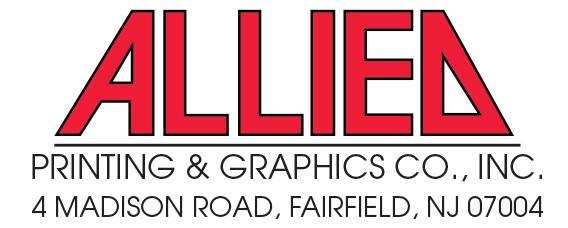 ALLIED
PRINTING & GRAPHICS CO., INC.
4 MADISON ROAD, FAIRFIELD, NJ 07004